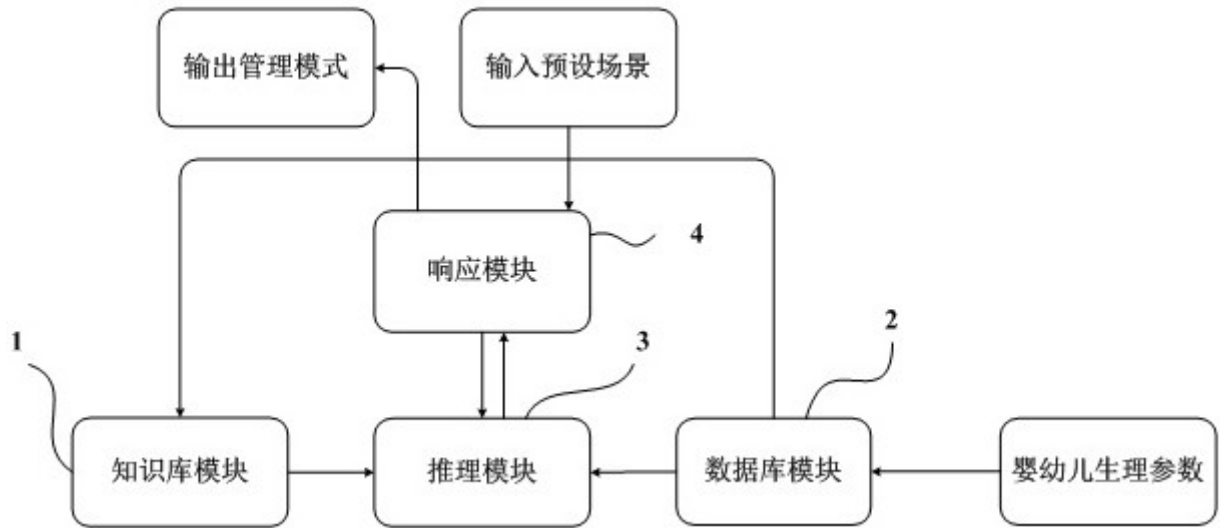 输出管理模式
输入预设场景
4
响应模块
1
3
2
知识库模块
推理模块
数据库模块
婴幼儿生理参数